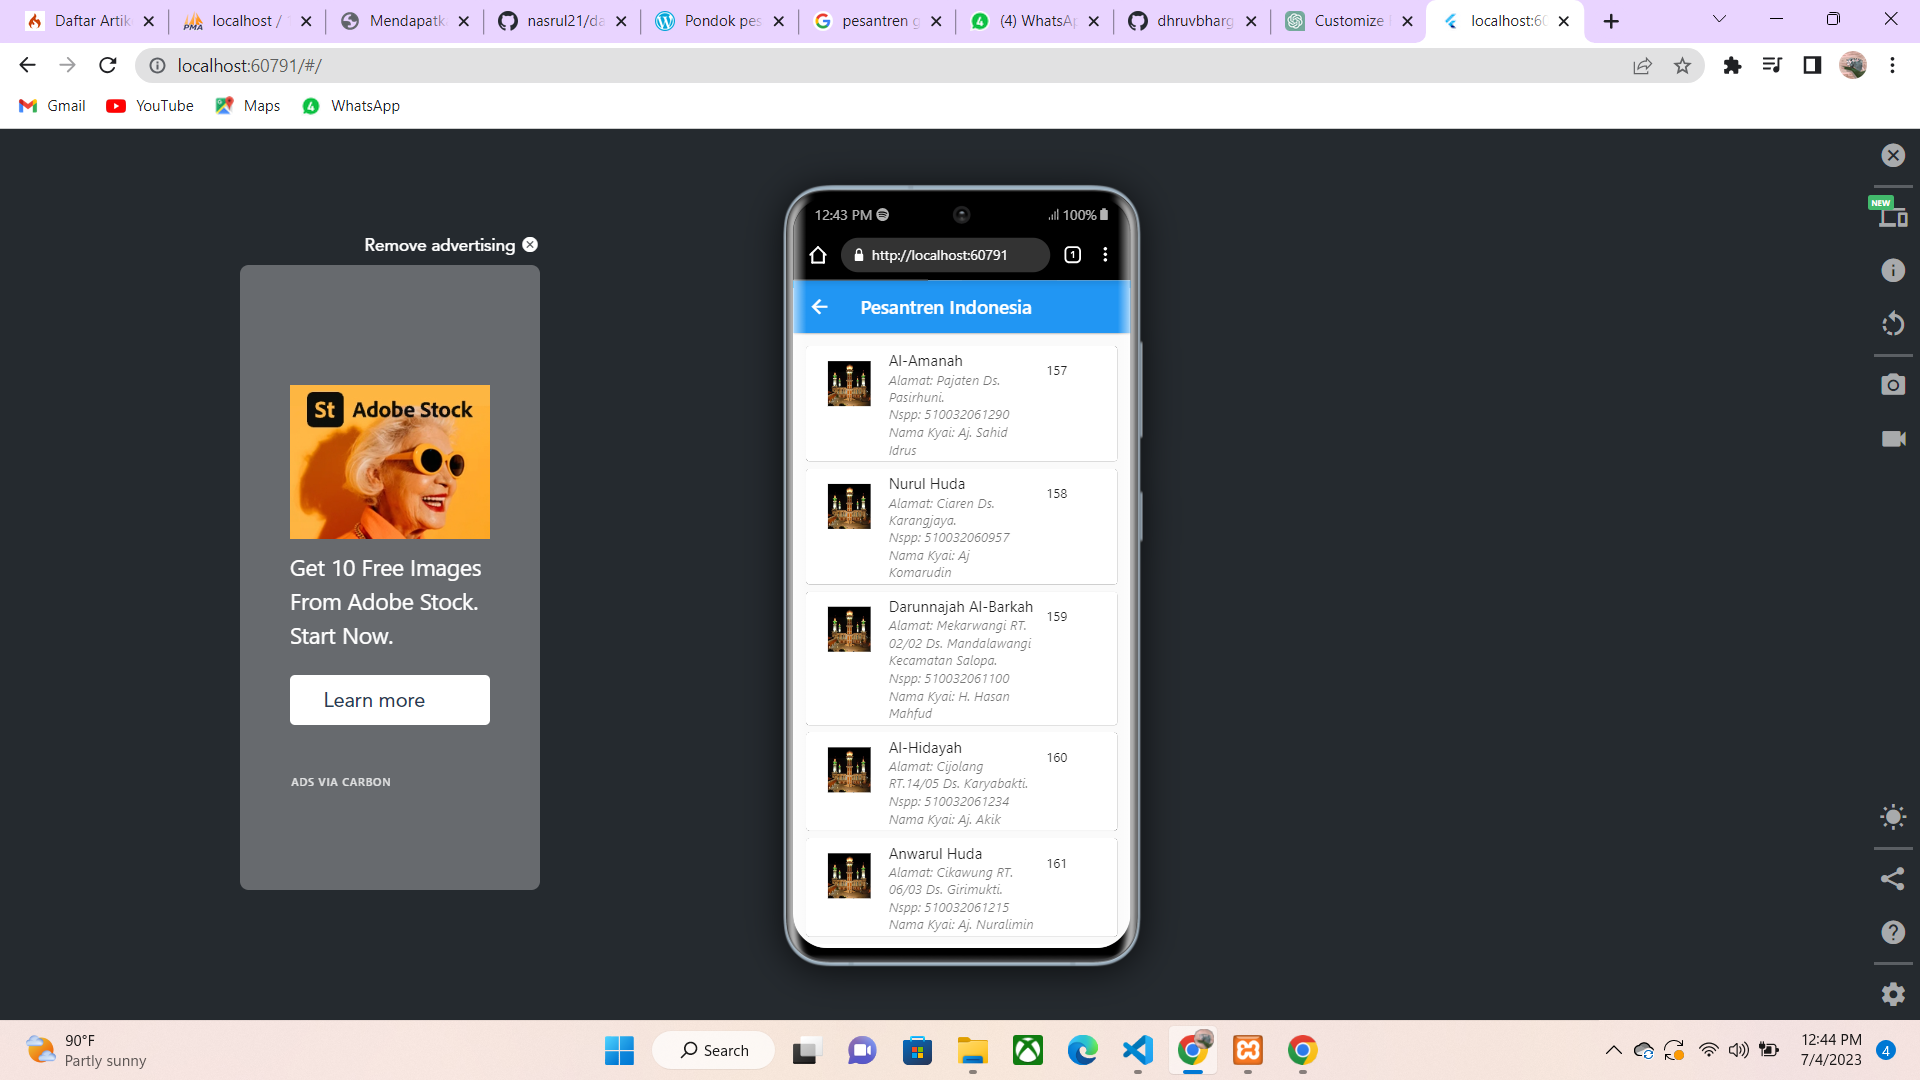 Daftar Artik
localhost /
Mendapatk
nasrul21/da
Pondok pes
pesantren g
(4) WhatsAp
dhruvbharg
Customize
localhost:60
localhost:60791/#/
Gmail
YouTube
Maps
WhatsApp
NEW
Remove advertising
St Adobe Stock
Get 10 Free Images
From Adobe Stock.
Start Now.
Learn more
ADS VIA CARBON
12:43 PM
100%
http://localhost:60791
1
Pesantren Indonesia
Al-Amanah
157
Alamat: Pajaten Ds.
Pasirhuni.
Nspp: 510032061290
Nama Kyai: Aj. Sahid
Idrus
Nurul Huda
158
Alamat: Ciaren Ds.
Karangjaya.
Nspp: 510032060957
Nama Kyai: Aj
Komarudin
Darunnajah Al-Barkah
159
Alamat: Mekarwangi RT.
02/02 Ds. Mandalawangi
Kecamatan Salopa.
Nspp: 510032061100
Nama Kyai: H. Hasan
Mahfud
Al-Hidayah
160
Alamat: Cijolang
RT.14/05 Ds. Karyabakti.
Nspp: 510032061234
Nama Kyai: Aj. Akik
Anwarul Huda
161
Alamat: Cikawung RT.
06/03 Ds. Girimukti.
Nspp: 510032061215
Nama Kyai: Aj. Nuralimin
90°F
Partly sunny
Search
12:44 PM
7/4/2023
4